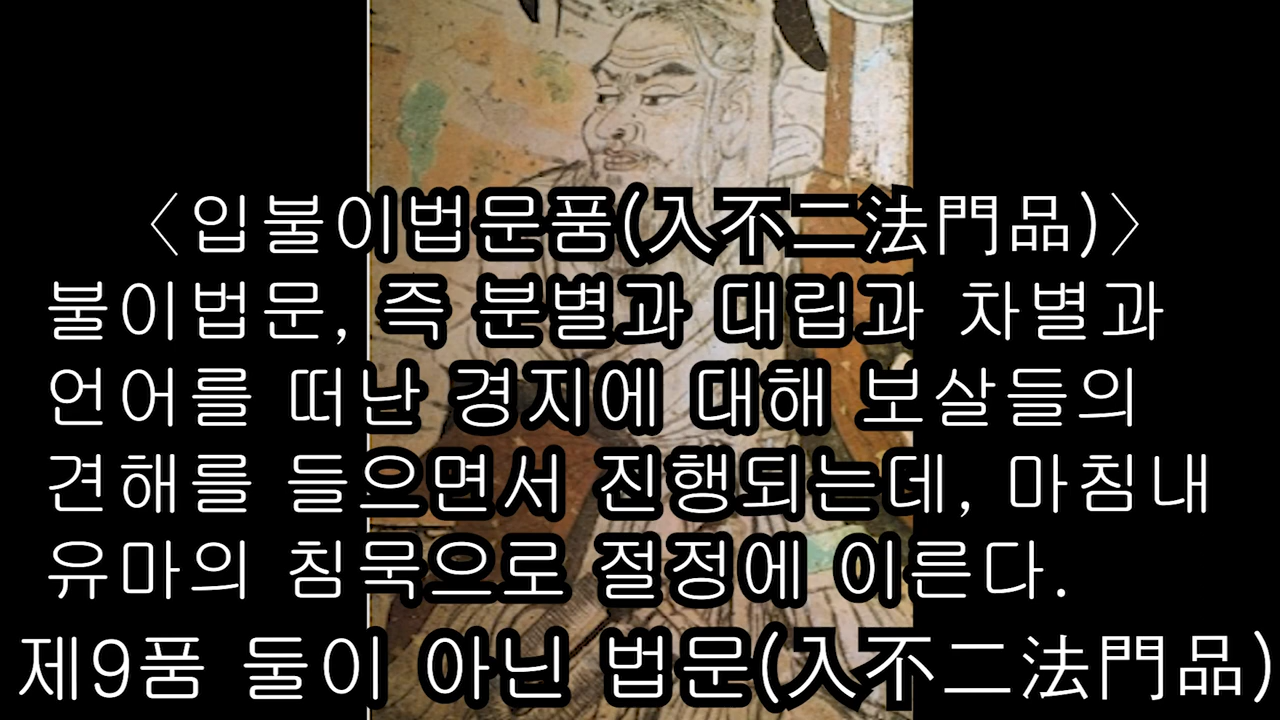 〈입불이법문품(入不二法門品)〉
불이법문, 즉 분별과 대립과 차별과
언어를 떠난 경지에 대해 보살들의
견해를 들으면서 진행되는데, 마침내
유마의 침묵으로 절정에 이른다.
제9품 둘이 아닌 법문(入不二法門品)